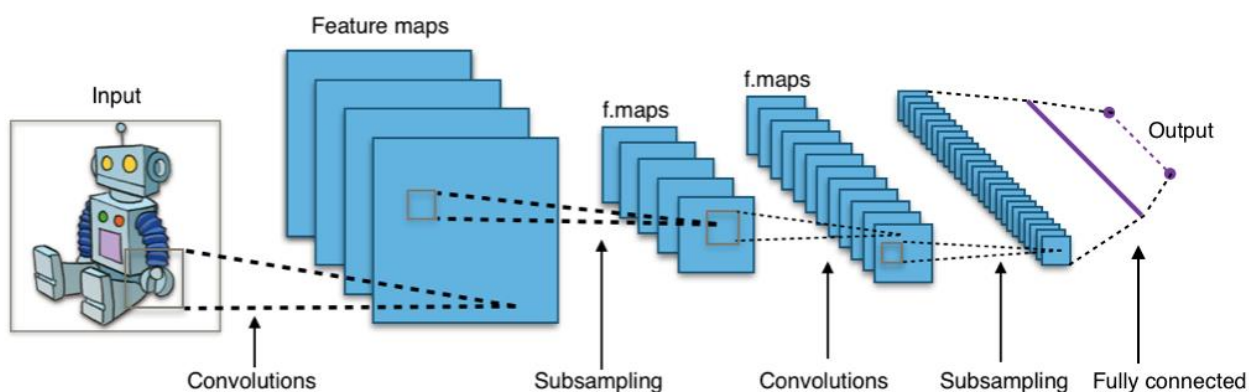 Feature maps
Input
f.maps
f.maps
Output
Convolutions
Subsampling
Convolutions
Subsampling
Fully connected